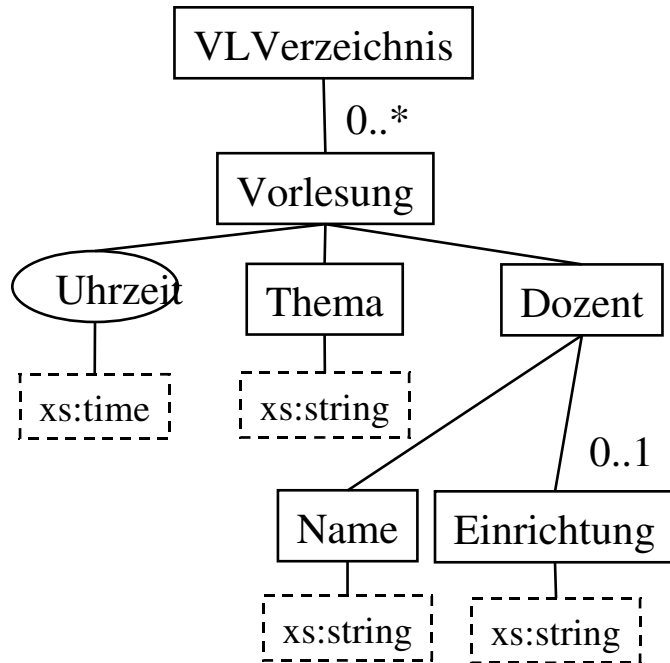 VLVerzeichnis
0..*
Vorlesung
Uhrzeit
Thema
Dozent
xs:time
xs:string
0..1
Name
Einrichtung
xs:string
xs:string